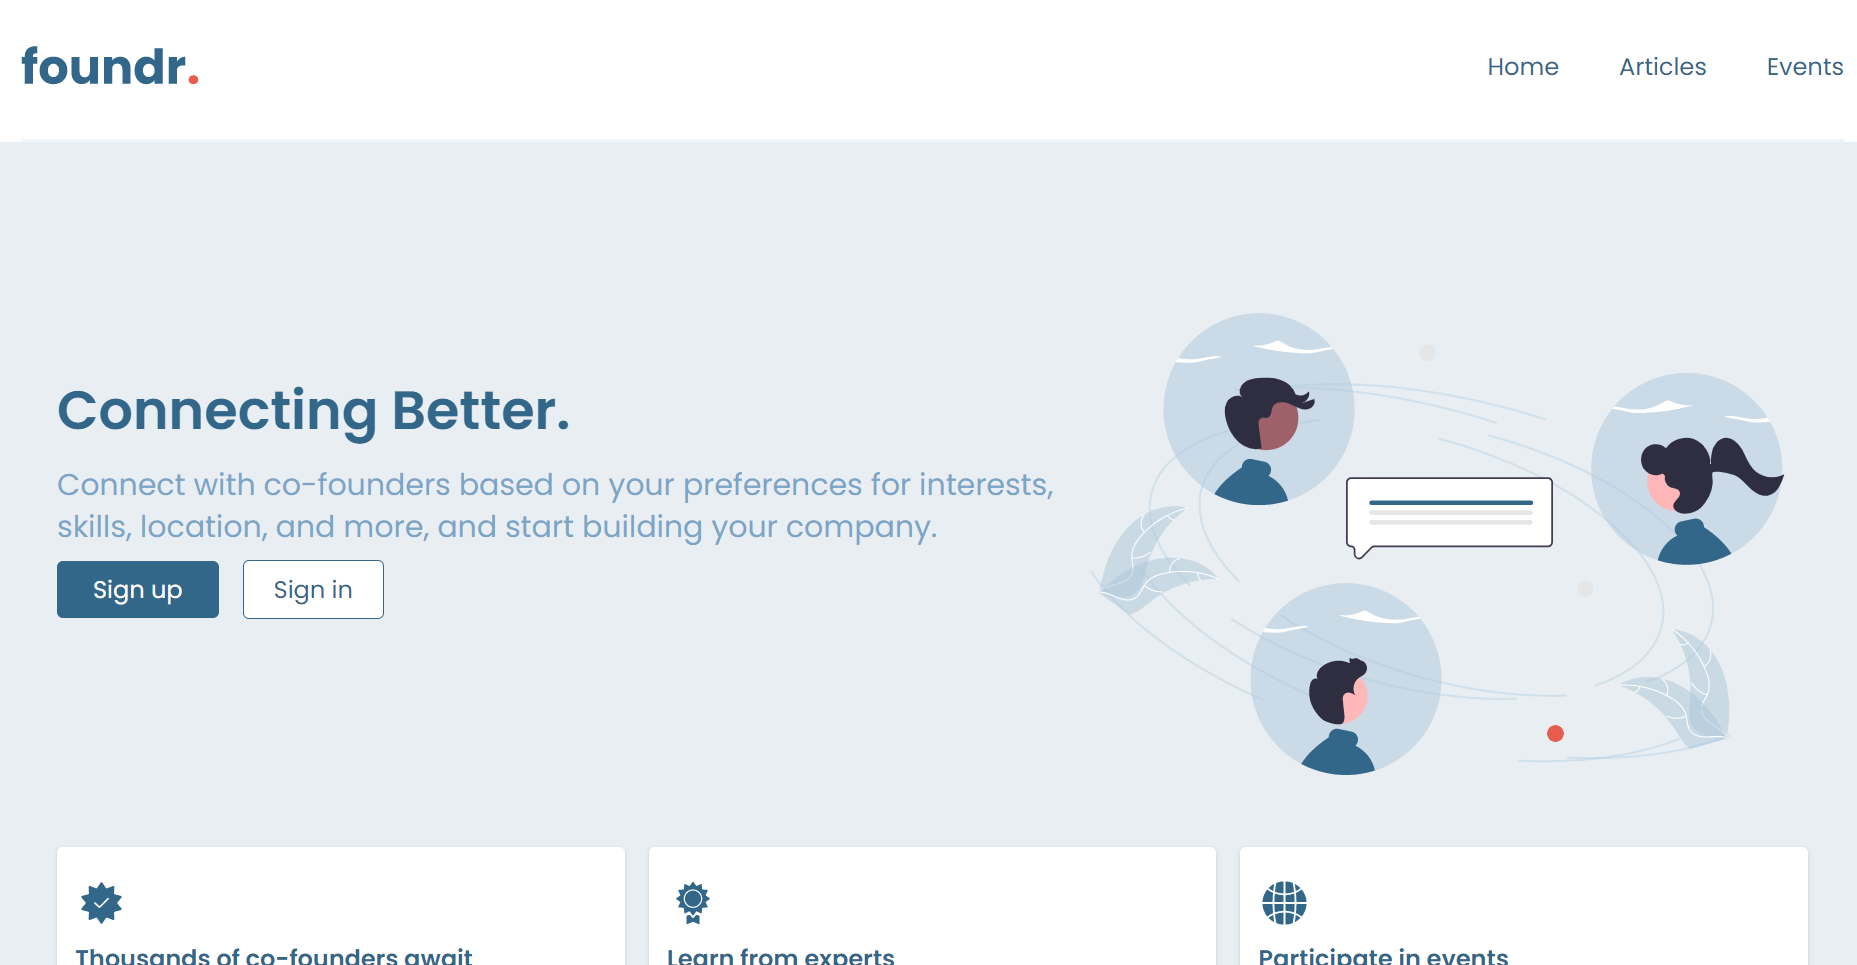 foundr.
Home Articles Events
Connecting Better.
Connect with co-founders based on your preferences for interests,
skills, location, and more, and start building your company.
Sign up Sign in
Thousands of co-founders await
Learn from experts
Participate in events